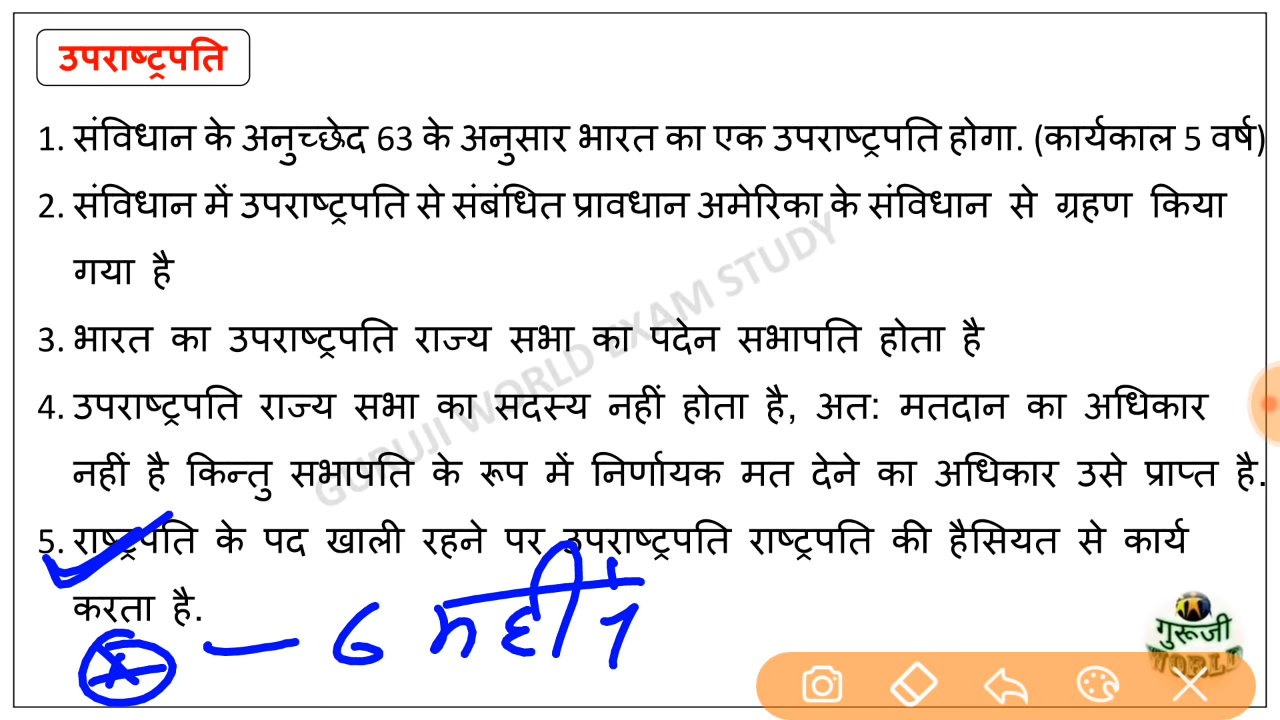 उपराष्ट्रपति
1. संविधान के अनुच्छेद 63 के अनुसार भारत का एक उपराष्ट्रपति होगा. (कार्यकाल 5 वर्ष)
2. संविधान में उपराष्ट्रपति से संबंधित प्रावधान अमेरिका के संविधान से ग्रहण किया
गया है
3. भारत का उपराष्ट्रपति राज्य सभा का पदेन सभापति होता है
4. उपराष्ट्रपति राज्य सभा का सदस्य नहीं होता है, अत: मतदान का अधिकार
नहीं है किन्तु सभापति के रूप में निर्णायक मत देने का अधिकार उसे प्राप्त है.
5. राष्ट्रपति के पद खाली रहने पर उपराष्ट्रपति राष्ट्रपति की हैसियत से कार्य
करता है.
— 6
GURUJI WORLD EXAM STUDY
गुरूजी
WORLD